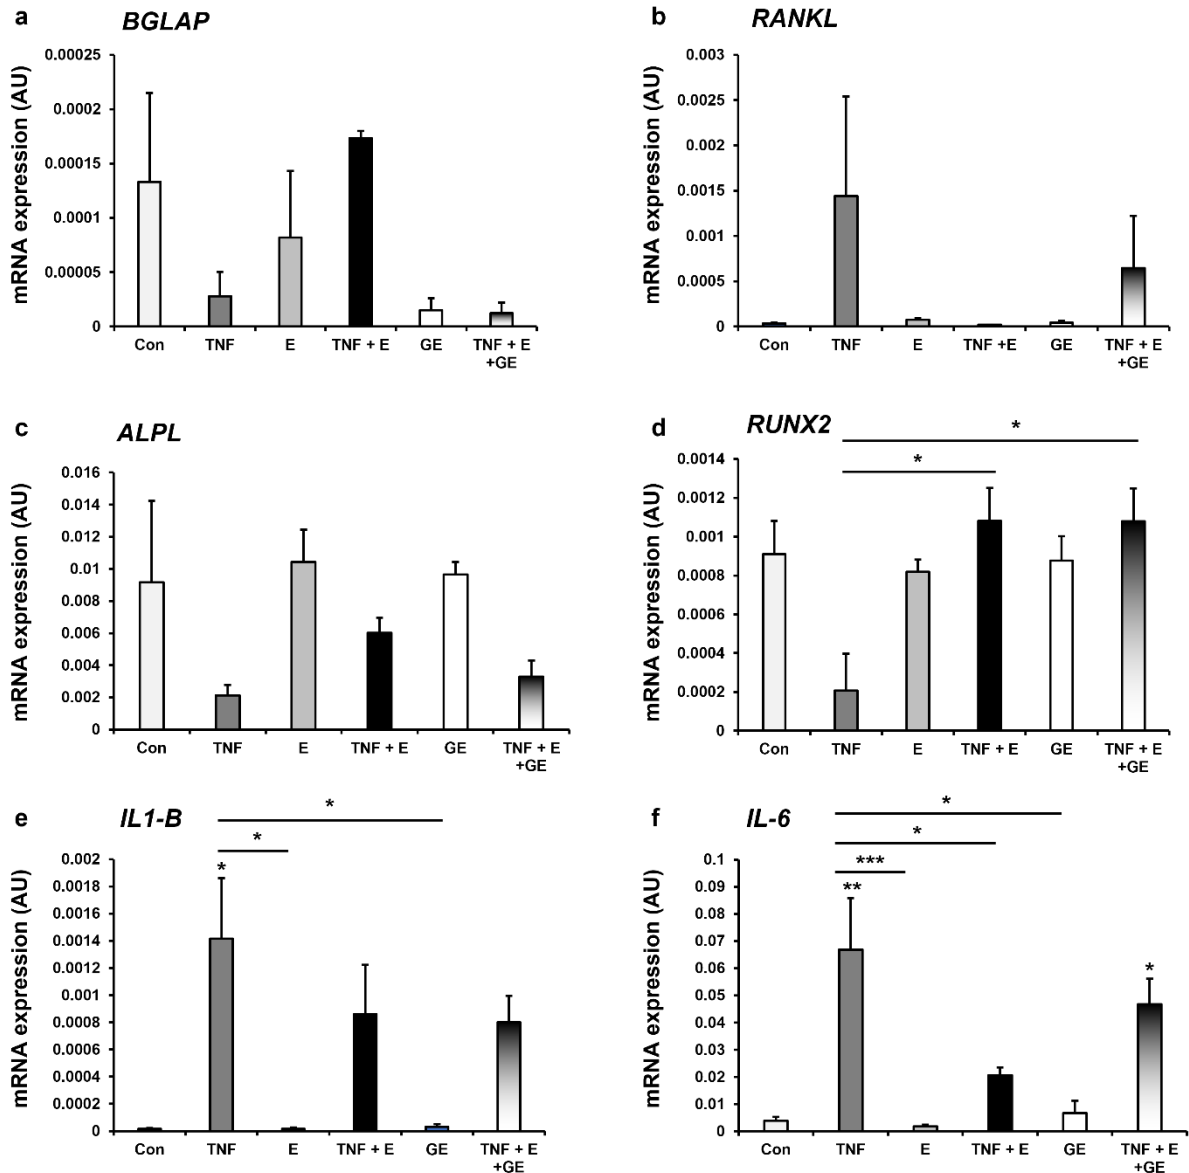 a BGLAP
mRNA expression (AU)
0.00025
0.0002
0.00015
0.0001
0.00005
0
Con TNF E TNF + E GE TNF + E
+GE
b RANKL
mRNA expression (AU)
0.003
0.0025
0.002
0.0015
0.001
0.0005
0
Con TNF E TNF +E GE TNF + E
+GE
c ALPL
mRNA expression (AU)
0.016
0.014
0.012
0.01
0.008
0.006
0.004
0.002
0
Con TNF E TNF + E GE TNF + E
+GE
d RUNX2
*
*
mRNA expression (AU)
0.0014
0.0012
0.001
0.0008
0.0006
0.0004
0.0002
0
Con TNF E TNF + E GE TNF + E
+GE
e IL1-B
*
*
*
mRNA expression (AU)
0.002
0.0018
0.0016
0.0014
0.0012
0.001
0.0008
0.0006
0.0004
0.0002
0
Con TNF E TNF + E GE TNF + E
+GE
f IL-6
*
*
***
**
*
mRNA expression (AU)
0.1
0.09
0.08
0.07
0.06
0.05
0.04
0.03
0.02
0.01
0
Con TNF E TNF + E GE TNF + E
+GE